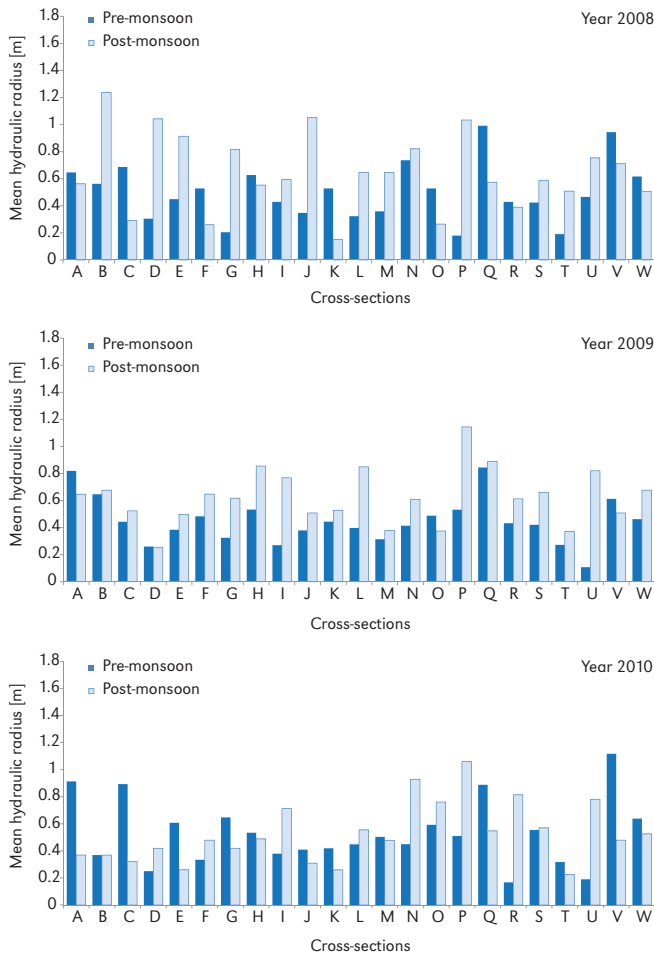 1.8
Pre-monsoon
Year 2008
1.6
Post-monsoon
1.4
1.2
1
0.8
0.6
0.4
0.2
0
Mean hydraulic radius [m]
A B C D E F G H I J K L M N O P Q R S T U V W
Cross-sections
1.8
Pre-monsoon
Year 2009
1.6
Post-monsoon
1.4
1.2
1
0.8
0.6
0.4
0.2
0
Mean hydraulic radius [m]
A B C D E F G H I J K L M N O P Q R S T U V W
Cross-sections
1.8
Pre-monsoon
Year 2010
1.6
Post-monsoon
1.4
1.2
1
0.8
0.6
0.4
0.2
0
Mean hydraulic radius [m]
A B C D E F G H I J K L M N O P Q R S T U V W
Cross-sections